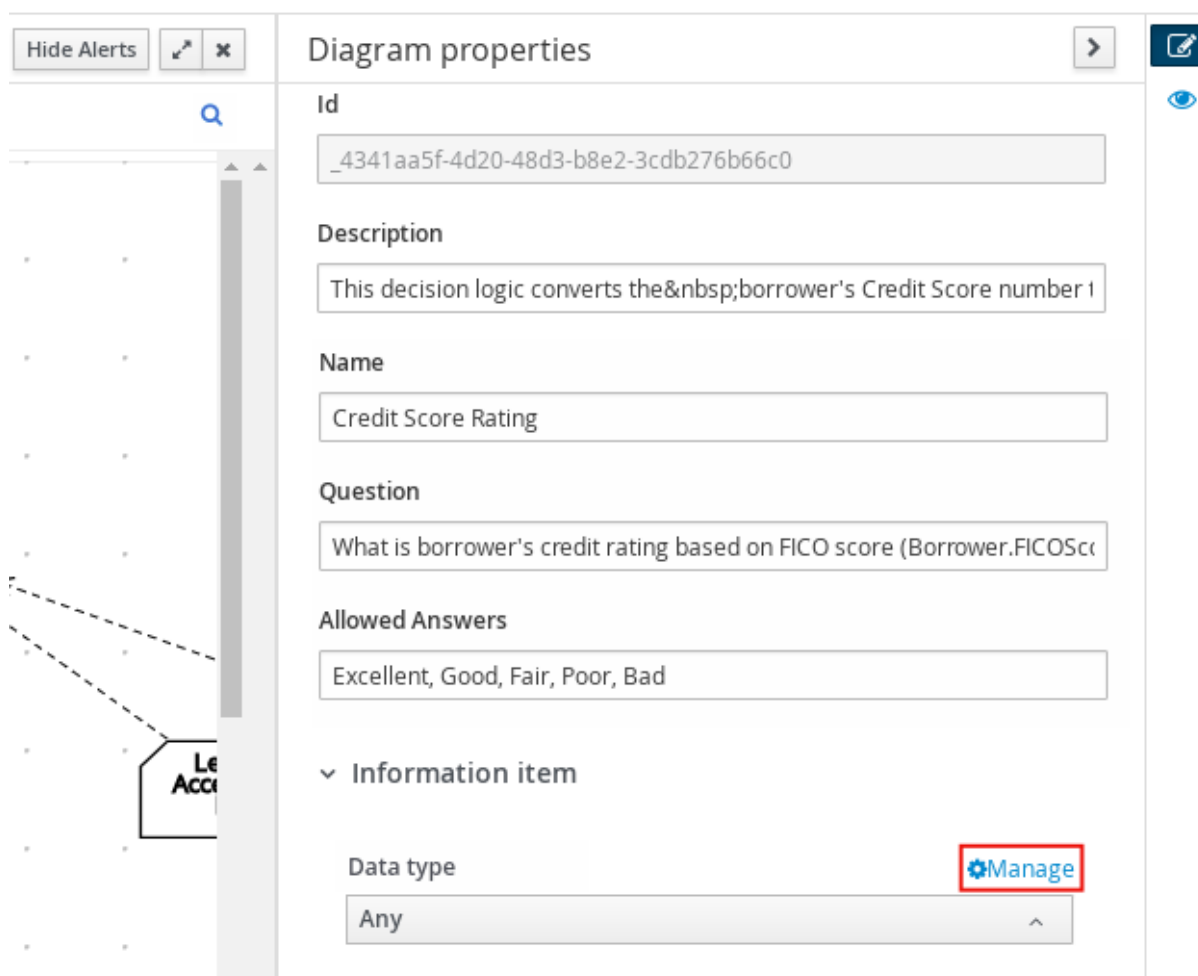 Hide Alerts
Diagram properties
Id
_4341aa5f-4d20-48d3-b8e2-3cdb276b66c0
Description
This decision logic converts the&nbsp;borrower's Credit Score number
Name
Credit Score Rating
Question
What is borrower's credit rating based on FICO score
Allowed Answers
Excellent, Good, Fair, Poor, Bad
Information item
Data type
Manage
Any